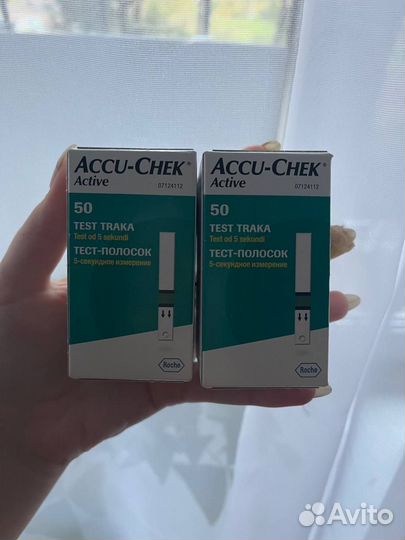 ACCU-CHEK®
Active
07124112
50
TEST TRAKA
Test od 5 sekundi
ТЕСТ-ПОЛОСОК
5-секундное измерение
Roche
ACCU-CHEK®
Active
07124112
50
TEST TRAKA
Test od 5 sekundi
ТЕСТ-ПОЛОСОК
5-секундное измерение
Roche
Avito